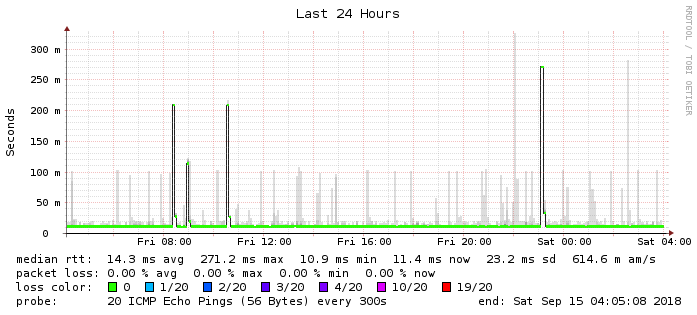 Last 24 Hours
RRDTOOL / TOBI OETIKER
Seconds
300 m
250 m
200 m
150 m
100 m
50 m
0
Fri 08:00 Fri 12:00 Fri 16:00 Fri 20:00 Sat 00:00 Sat 04:00
median rtt: 14.3 ms avg 271.2 ms max 10.9 ms min 11.4 ms now 23.2 ms sd 614.6 m am/s
packet loss: 0.00 % avg 0.00 % max 0.00 % min 0.00 % now
loss color: 0 1/20 2/20 3/20 4/20 10/20 19/20
probe: 20 ICMP Echo Pings (56 Bytes) every 300s end: Sat Sep 15 04:05:08 2018